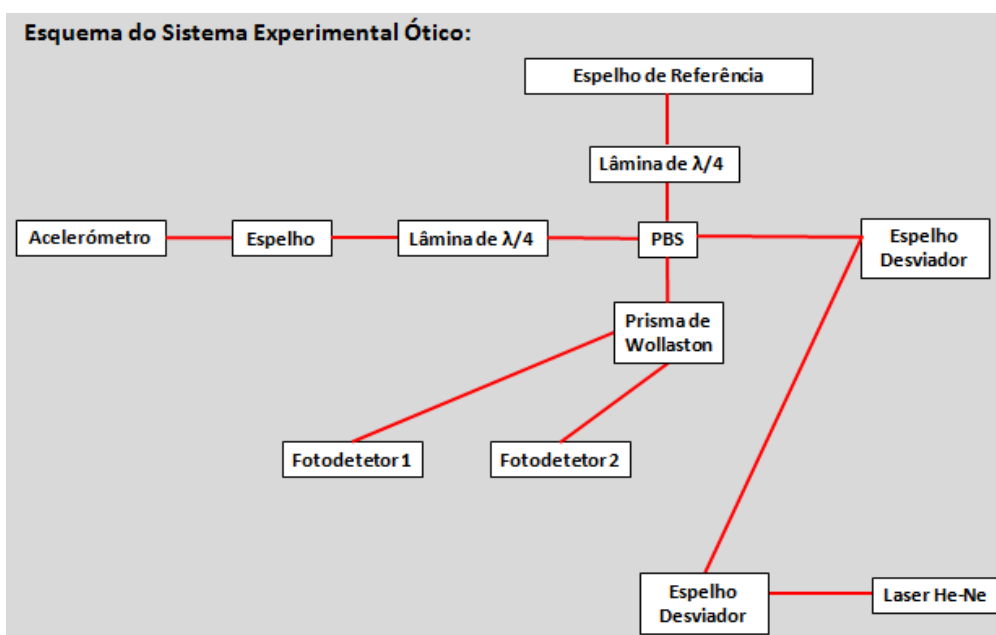 Esquema do Sistema Experimental Ótico:
Espelho de Referência
Lâmina de λ/4
Acelerómetro
Espelho
Lâmina de λ/4
PBS
Espelho
Desviador
Prisma de
Wollaston
Fotodetetor 1
Fotodetetor 2
Espelho
Desviador
Laser He-Ne